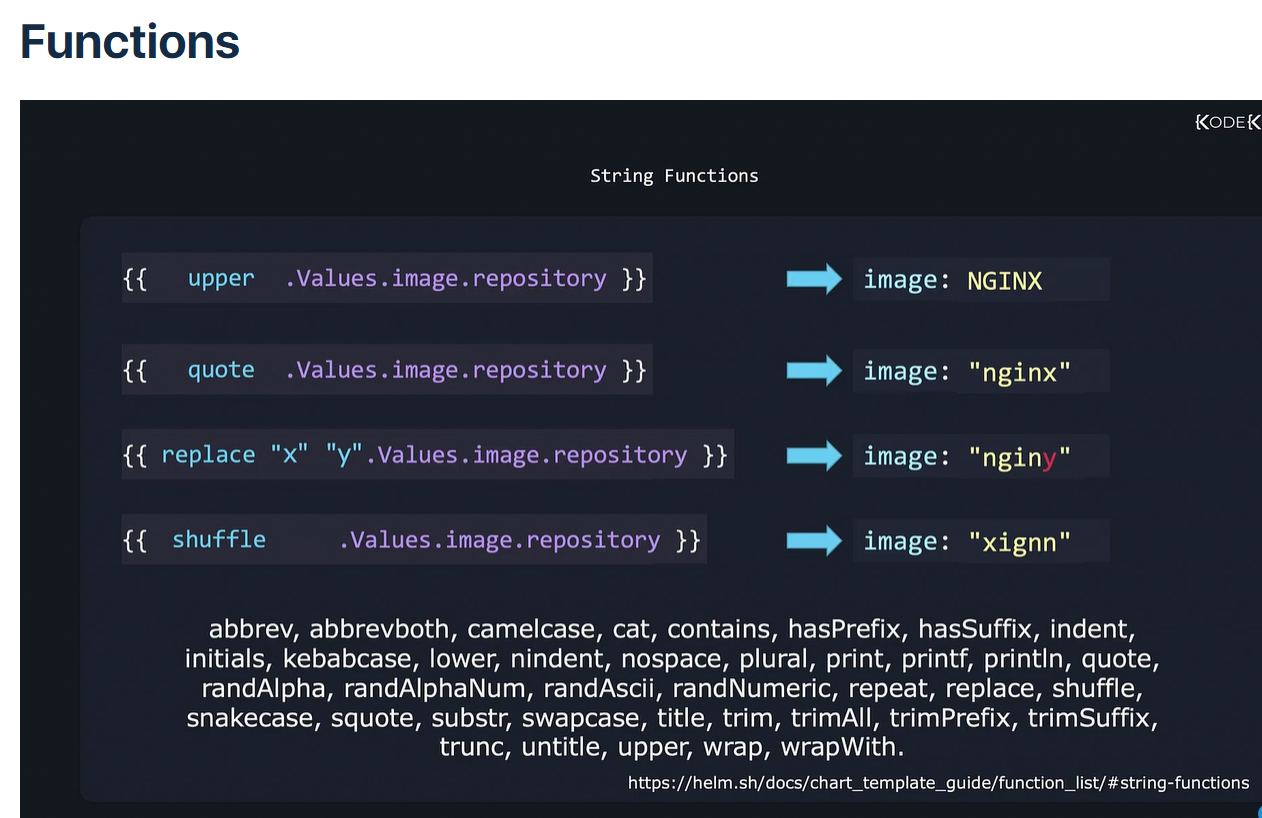 Functions
KODEK
String Functions
{{ upper .Values.image.repository }} image: NGINX
{{ quote .Values.image.repository }} image: "nginx"
{{ replace "x" "y".Values.image.repository }} image: "nginy"
{{ shuffle .Values.image.repository }} image: "xignn"
abbrev, abbrevboth, camelcase, cat, contains, hasPrefix, hasSuffix, indent,
initials, kebabcase, lower, nindent, nospace, plural, print, printf, println, quote,
randAlpha, randAlphaNum, randAscii, randNumeric, repeat, replace, shuffle,
snakecase, squote, substr, swapcase, title, trim, trimAll, trimPrefix, trimSuffix,
trunc, untitle, upper, wrap, wrapWith.
https://helm.sh/docs/chart_template_guide/function_list/#string-functions